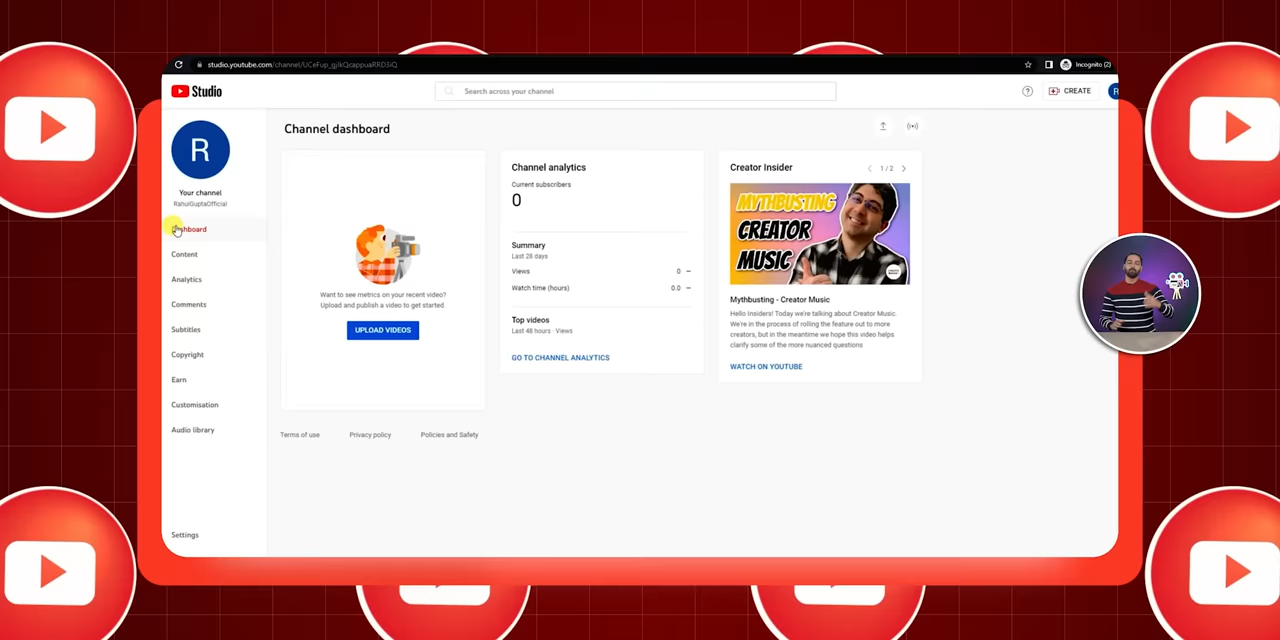 studio.youtube.com/channel/UCeFup_gjlkQcappuaRRD3iQ
Incognito (2)
Studio
Search across your channel
CREATE
R
R
Your channel
RahulGuptaOfficial
Dashboard
Content
Analytics
Comments
Subtitles
Copyright
Earn
Customisation
Audio library
Settings
Channel dashboard
Want to see metrics on your recent video?
Upload and publish a video to get started
UPLOAD VIDEOS
Channel analytics
Current subscribers
0
Summary
Last 28 days
Views 0 —
Watch time (hours) 0.0 —
Top videos
Last 48 hours · Views
GO TO CHANNEL ANALYTICS
Creator Insider
1 / 2
MYTHBUSTING
CREATOR
MUSIC
Mythbusting - Creator Music
Hello Insiders! Today we're talking about Creator Music.
We're in the process of rolling the feature out to more
creators, but in the meantime we hope this video helps
clarify some of the more nuanced questions
WATCH ON YOUTUBE
Terms of use
Privacy policy
Policies and Safety